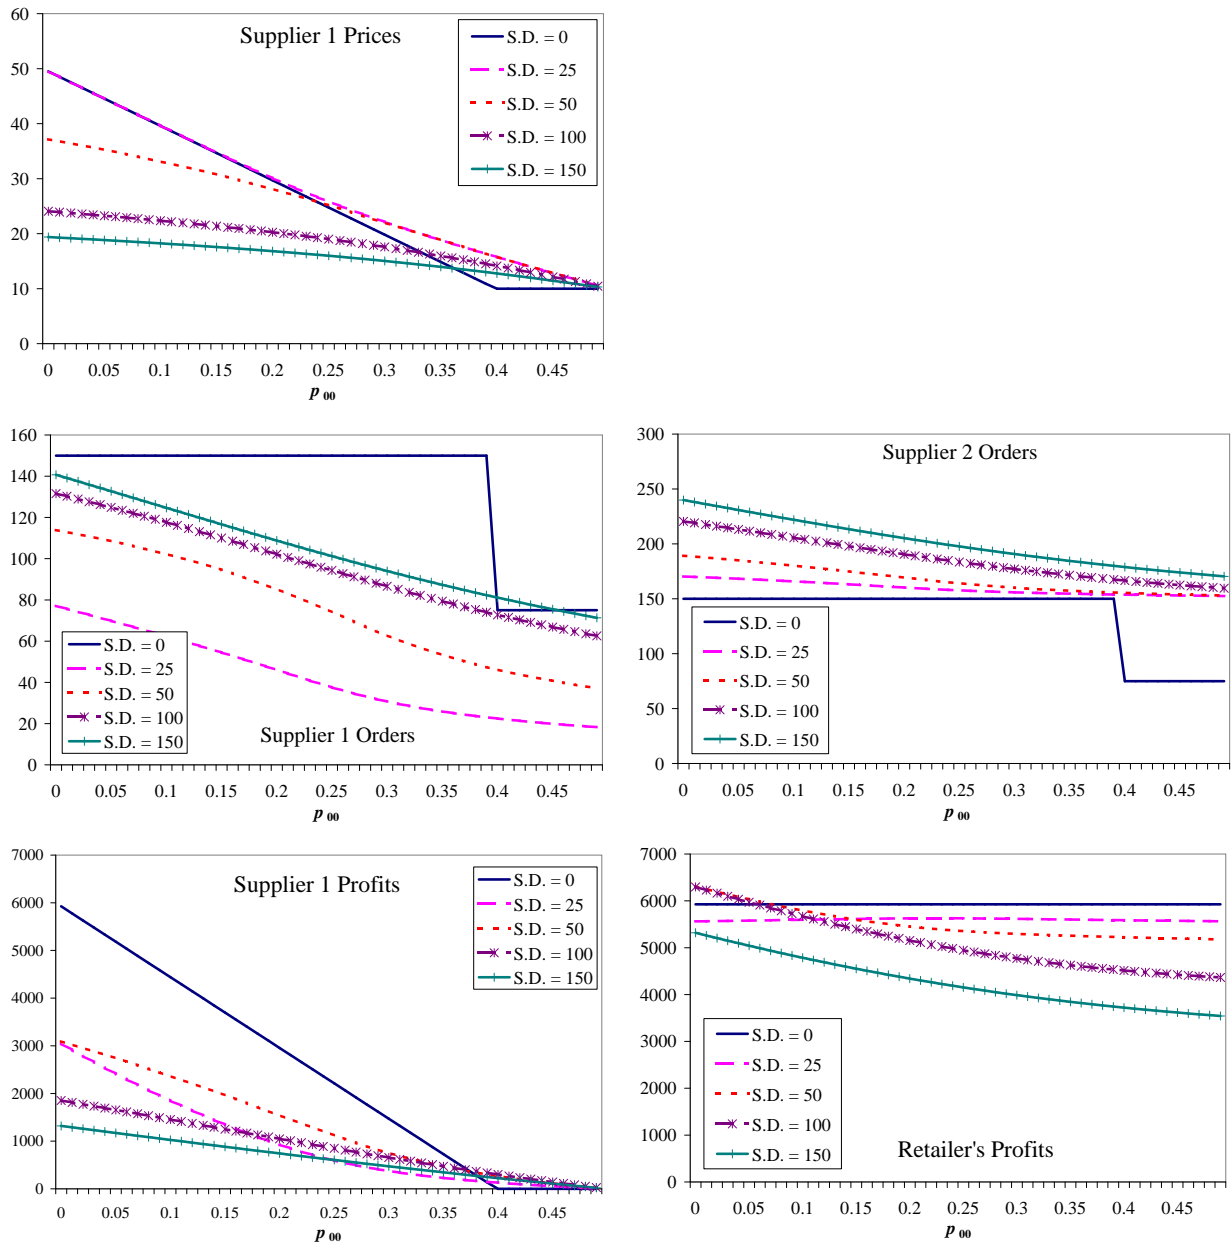 Supplier 1 Prices
60
50
40
30
20
10
0
S.D. = 0
S.D. = 25
S.D. = 50
S.D. = 100
S.D. = 150
0 0.05 0.1 0.15 0.2 0.25 0.3 0.35 0.4 0.45
p 00
160
140
120
100
80
60
40
20
0
S.D. = 0
S.D. = 25
S.D. = 50
S.D. = 100
S.D. = 150
Supplier 1 Orders
0 0.05 0.1 0.15 0.2 0.25 0.3 0.35 0.4 0.45
p 00
Supplier 2 Orders
300
250
200
150
100
50
0
S.D. = 0
S.D. = 25
S.D. = 50
S.D. = 100
S.D. = 150
0 0.05 0.1 0.15 0.2 0.25 0.3 0.35 0.4 0.45
p 00
Supplier 1 Profits
7000
6000
5000
4000
3000
2000
1000
0
S.D. = 0
S.D. = 25
S.D. = 50
S.D. = 100
S.D. = 150
0 0.05 0.1 0.15 0.2 0.25 0.3 0.35 0.4 0.45
p 00
7000
6000
5000
4000
3000
2000
1000
0
S.D. = 0
S.D. = 25
S.D. = 50
S.D. = 100
S.D. = 150
Retailer's Profits
0 0.05 0.1 0.15 0.2 0.25 0.3 0.35 0.4 0.45
p 00